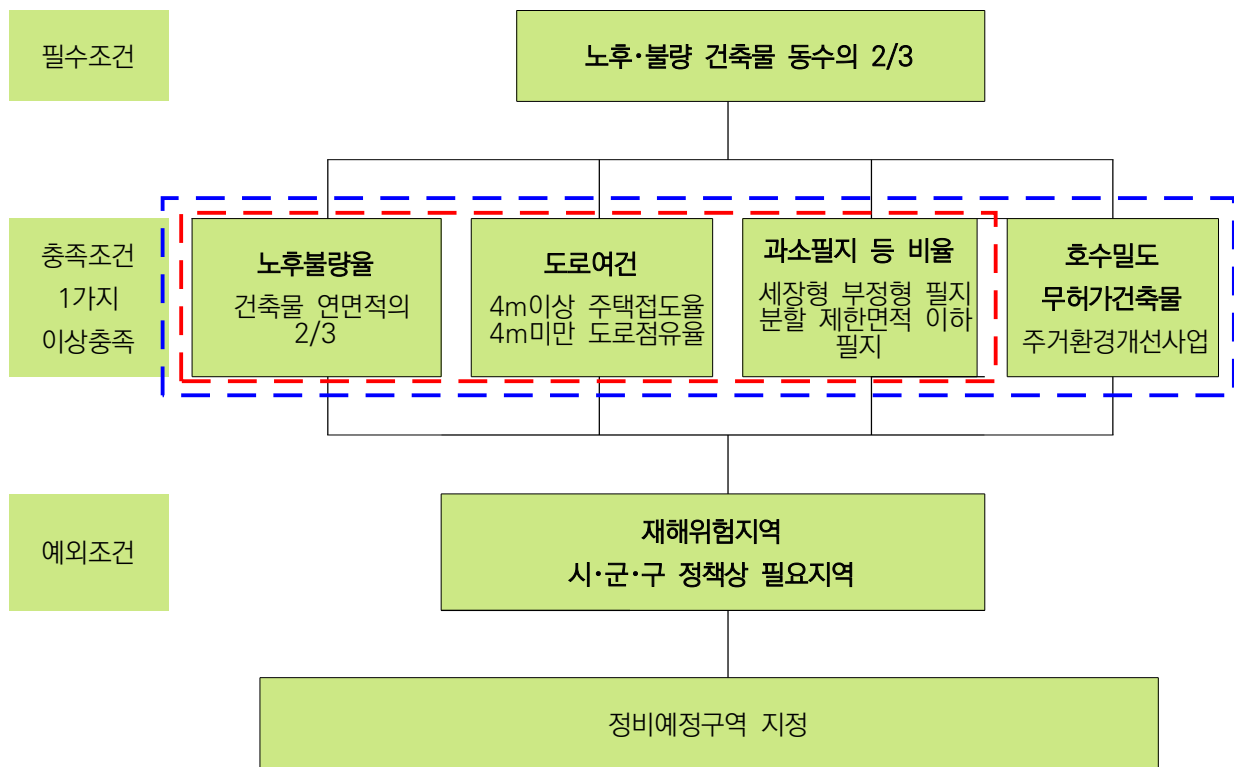 필수조건
노후·불량 건축물 동수의 2/3
충족조건
1가지
이상충족
노후불량율
건축물 연면적의
2/3
도로여건
4m이상 주택접도율
4m미만 도로점유율
과소필지 등 비율
세장형 부정형 필지
분할 제한면적 이하
필지
호수밀도
무허가건축물
주거환경개선사업
예외조건
재해위험지역
시·군·구 정책상 필요지역
정비예정구역 지정